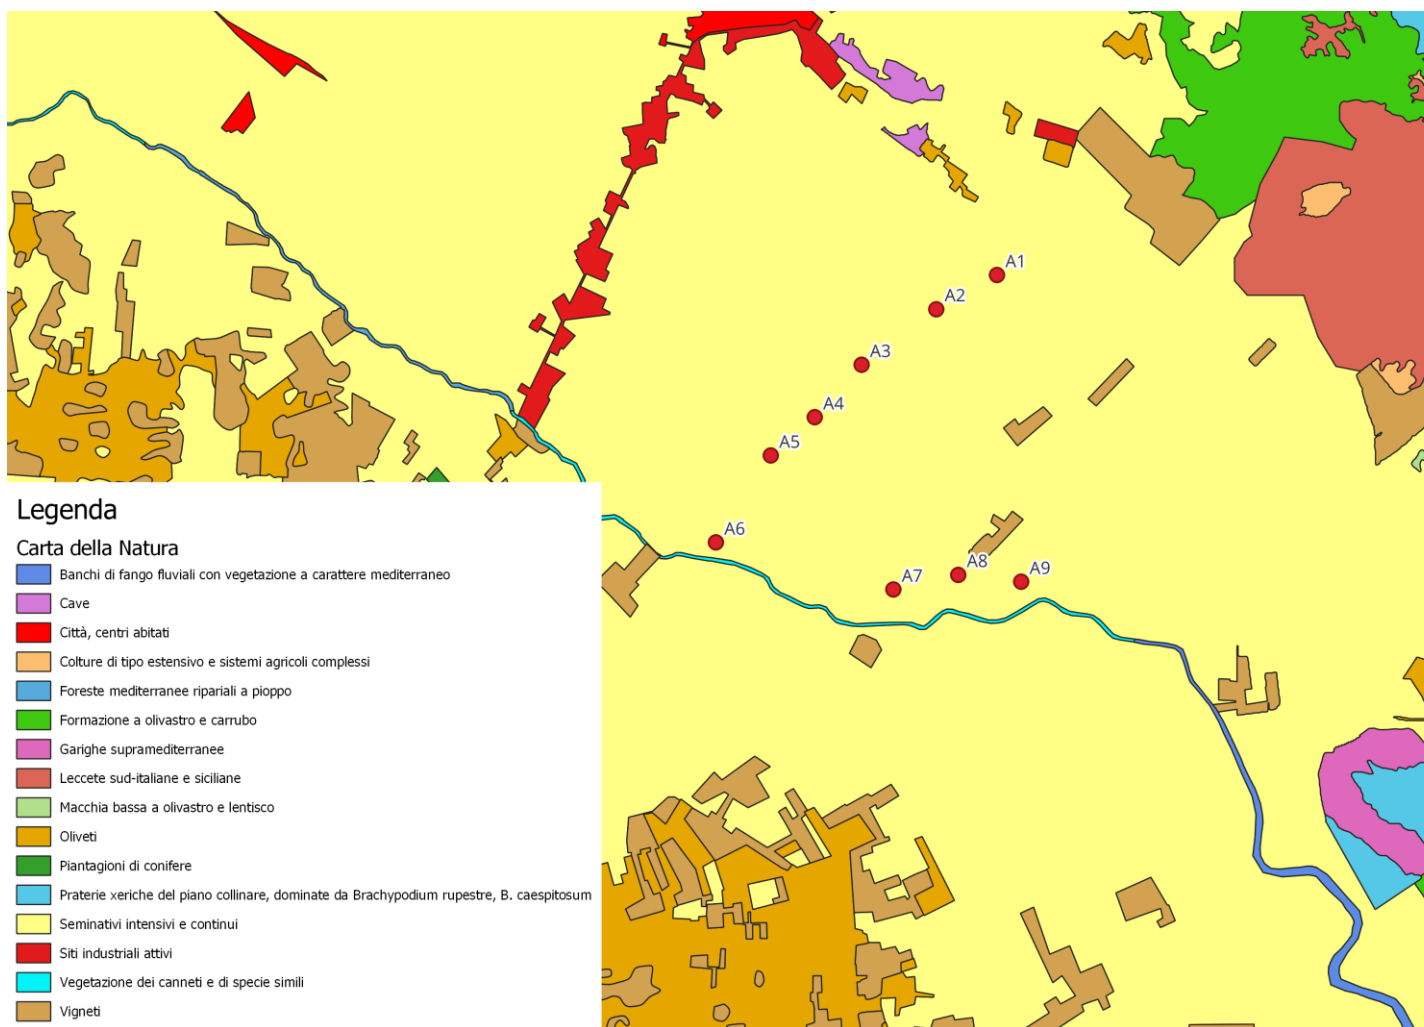 A1
A2
A3
A4
A5
A6
A7
A8
A9
Legenda
Carta della Natura
Banchi di fango fluviali con vegetazione a carattere mediterraneo
Cave
Città, centri abitati
Colture di tipo estensivo e sistemi agricoli complessi
Foreste mediterranee ripariali a pioppo
Formazione a olivastro e carrubo
Garighe supramediterranee
Leccete sud-italiane e siciliane
Macchia bassa a olivastro e lentisco
Oliveti
Piantagioni di conifere
Praterie xeriche del piano collinare, dominate da Brachypodium rupestre, B. caespitosum
Seminativi intensivi e continui
Siti industriali attivi
Vegetazione dei canneti e di specie simili
Vigneti